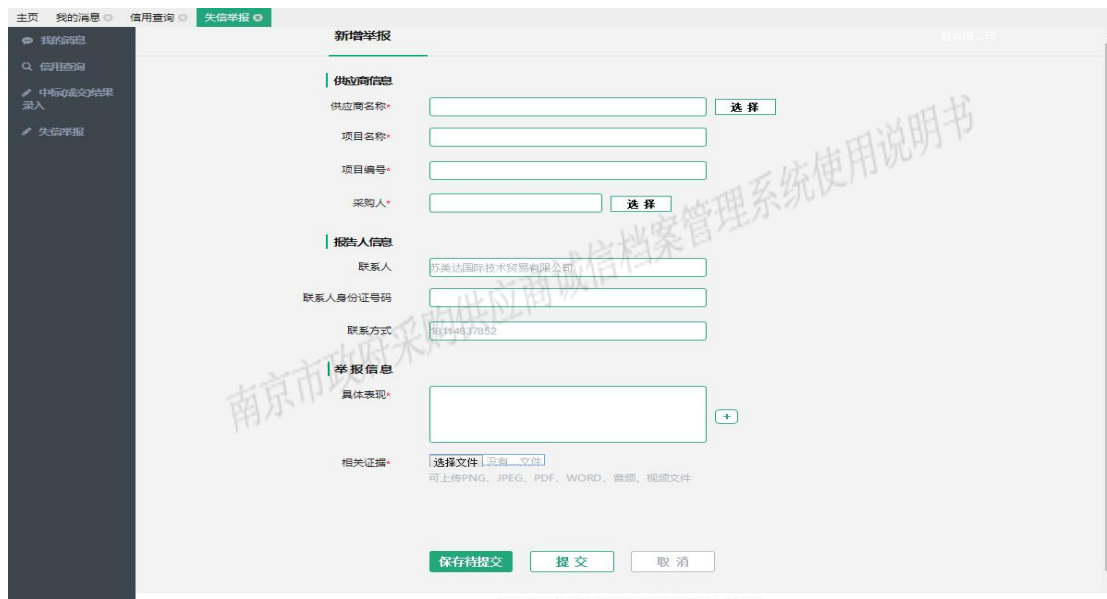 主页 我的消息 信用查询 失信举报
我的消息
信用查询
中标(成交)结果
录入
失信举报
新增举报
限有限公司
供应商信息
供应商名称*
选 择
项目名称*
项目编号*
采购人*
选 择
报告人信息
联系人 苏美达国际技术贸易有限公司
联系人身份证号码
联系方式 18114637852
举报信息
具体表现*
+
相关证据* 选择文件 没有...文件
可上传PNG、JPEG、PDF、WORD、音频、视频文件
保存待提交 提 交 取 消
南京市政府采购供应商诚信档案管理系统使用说明书